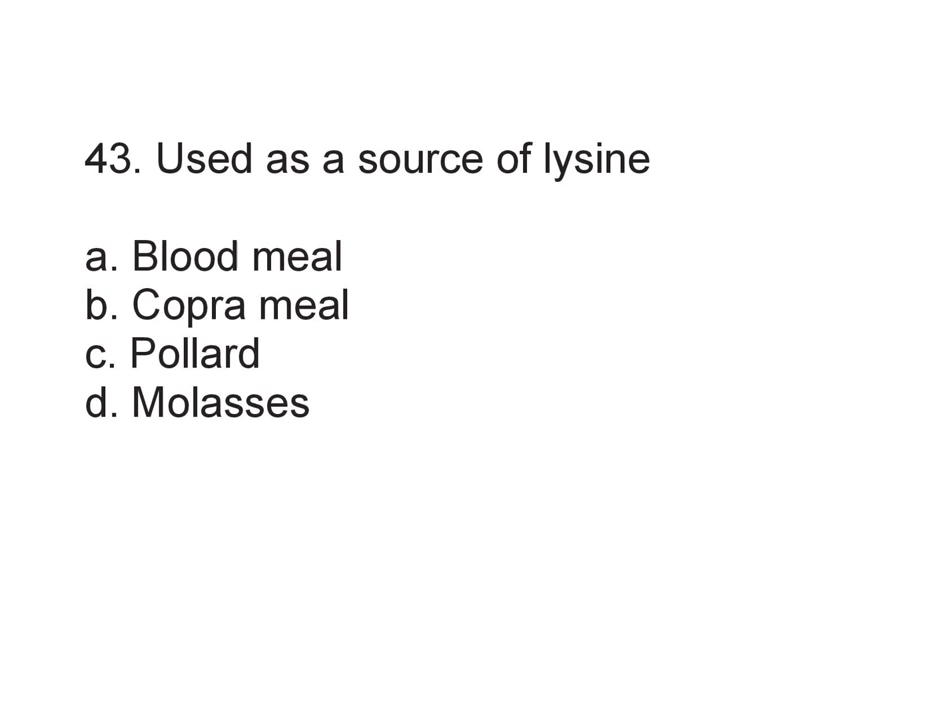 43. Used as a source of lysine
a. Blood meal
b. Copra meal
c. Pollard
d. Molasses